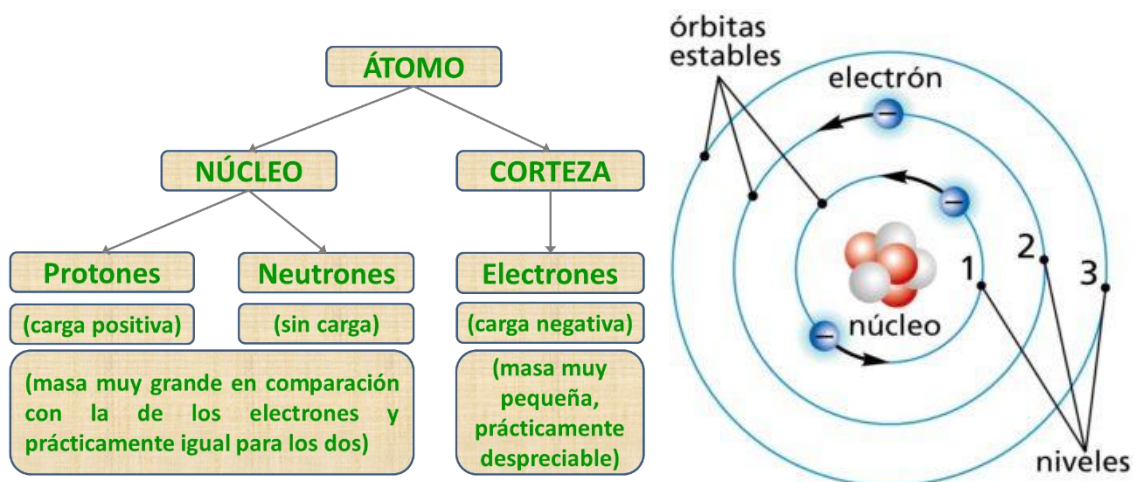 ÁTOMO
NÚCLEO
CORTEZA
Protones
Neutrones
Electrones
(carga positiva)
(sin carga)
(carga negativa)
(masa muy grande en comparación
con la de los electrones y
prácticamente igual para los dos)
(masa muy
pequeña,
prácticamente
despreciable)
órbitas
estables
electrón
−
−
−
1
2
3
núcleo
niveles